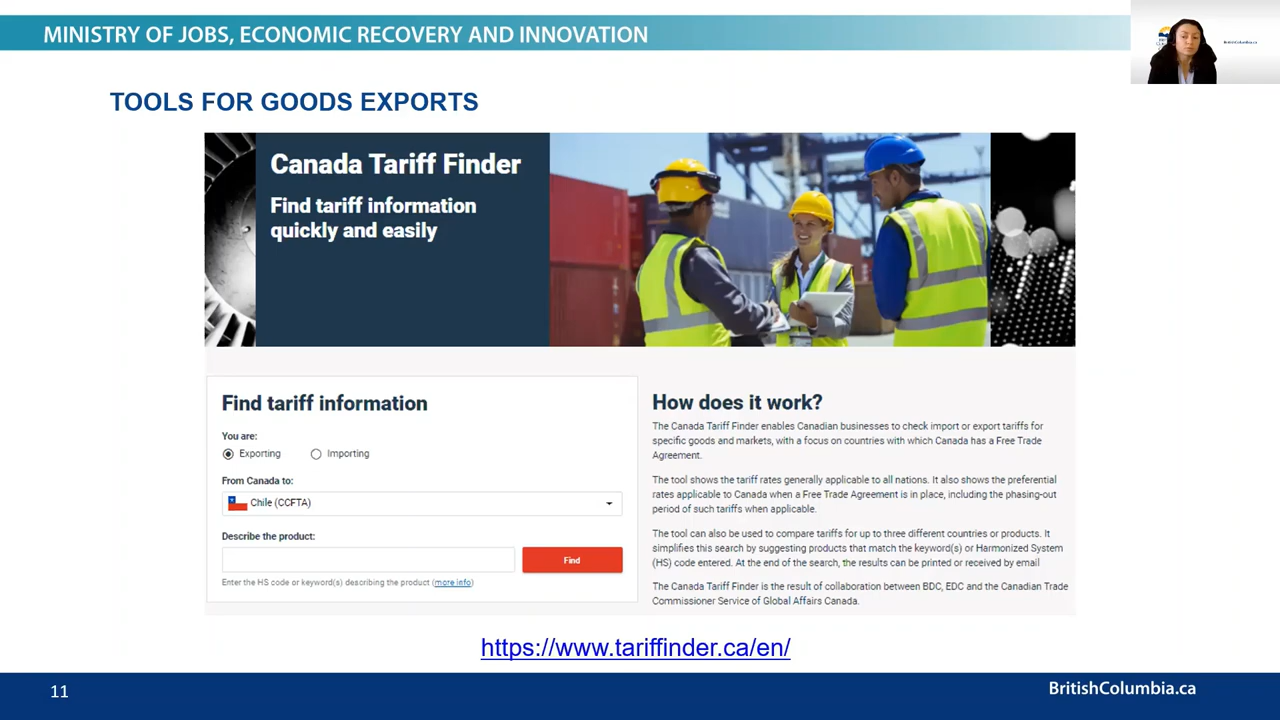 MINISTRY OF JOBS, ECONOMIC RECOVERY AND INNOVATION
BritishColumbia.ca
TOOLS FOR GOODS EXPORTS
Canada Tariff Finder
Find tariff information
quickly and easily
Find tariff information
You are:
Exporting Importing
From Canada to:
Chile (CCFTA)
Describe the product:
Find
Enter the HS code or keyword(s) describing the product (more info)
How does it work?
The Canada Tariff Finder enables Canadian businesses to check import or export tariffs for
specific goods and markets, with a focus on countries with which Canada has a Free Trade
Agreement.
The tool shows the tariff rates generally applicable to all nations. It also shows the preferential
rates applicable to Canada when a Free Trade Agreement is in place, including the phasing-out
period of such tariffs when applicable.
The tool can also be used to compare tariffs for up to three different countries or products. It
simplifies this search by suggesting products that match the keyword(s) or Harmonized System
(HS) code entered. At the end of the search, the results can be printed or received by email
The Canada Tariff Finder is the result of collaboration between BDC, EDC and the Canadian Trade
Commissioner Service of Global Affairs Canada.
https://www.tariffinder.ca/en/
11
BritishColumbia.ca